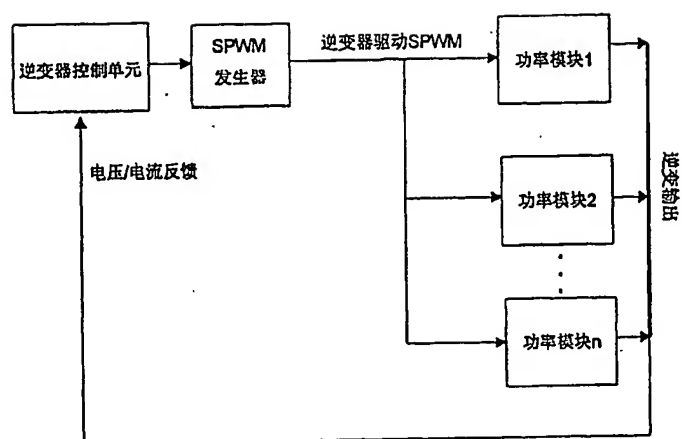 逆变器控制单元
SPWM
发生器
逆变器驱动SPWM
功率模块1
电压/电流反馈
功率模块2
逆变输出
功率模块n